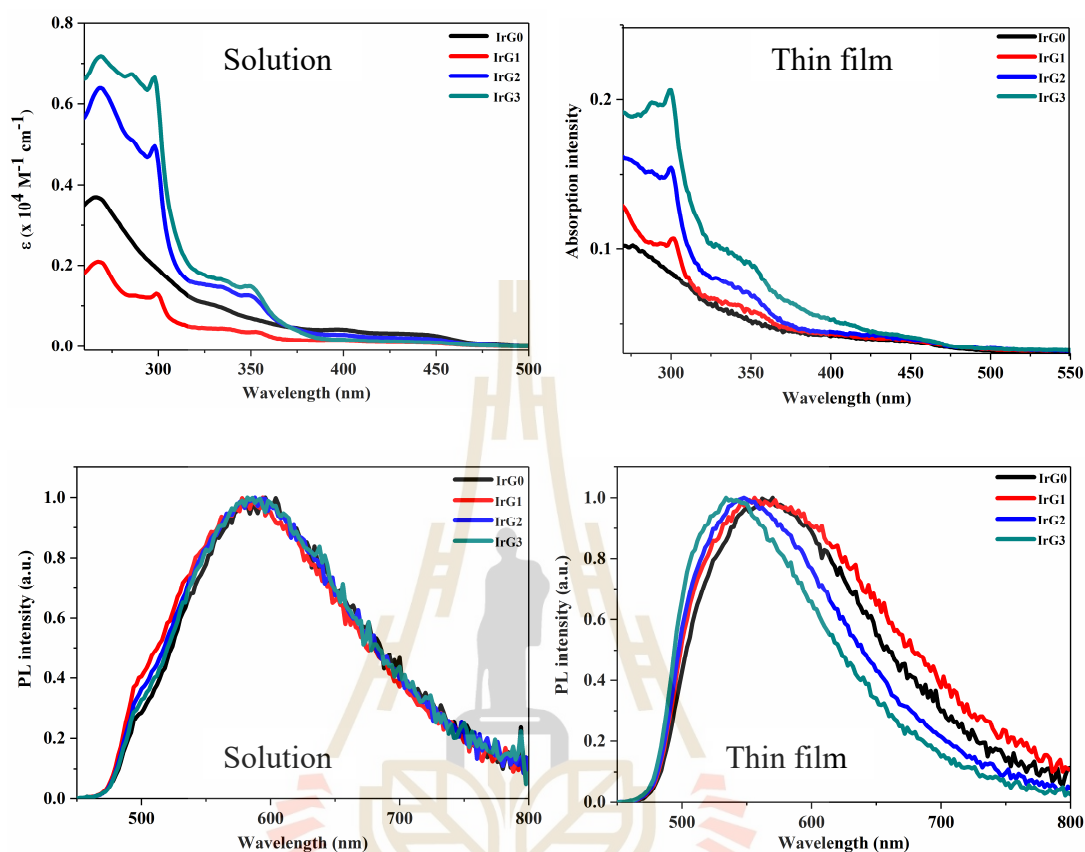 Solution
IrG0
IrG1
IrG2
IrG3
ε (x 10⁴ M⁻¹ cm⁻¹)
0.8
0.6
0.4
0.2
0.0
300 350 400 450 500
Wavelength (nm)
Thin film
IrG0
IrG1
IrG2
IrG3
Absorption intensity
0.2
0.1
300 350 400 450 500 550
Wavelength (nm)
IrG0
IrG1
IrG2
IrG3
PL intensity (a.u.)
1.0
0.8
0.6
0.4
0.2
0.0
Solution
500 600 700 800
Wavelength (nm)
IrG0
IrG1
IrG2
IrG3
PL intensity (a.u.)
1.0
0.8
0.6
0.4
0.2
0.0
Thin film
500 600 700 800
Wavelength (nm)